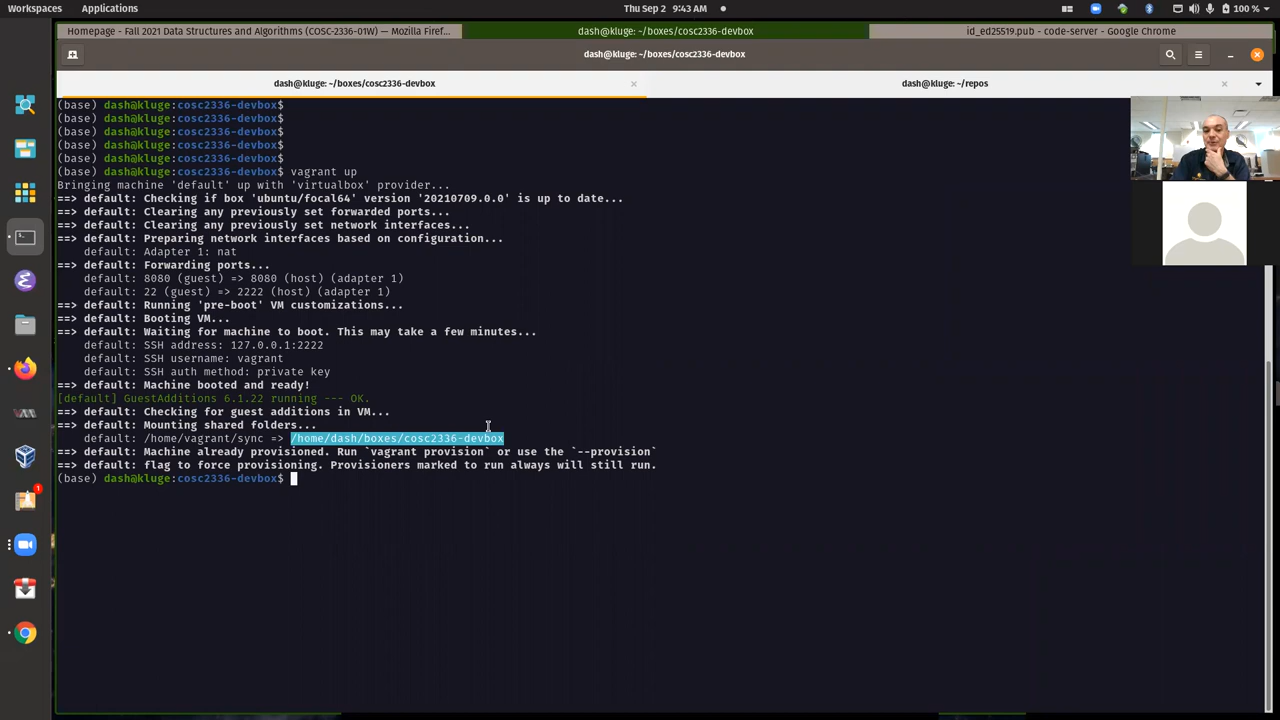 Workspaces Applications Thu Sep 2 9:43 AM 100 %
Homepage - Fall 2021 Data Structures and Algorithms (COSC-2336-01W) — Mozilla Firef… dash@kluge: ~/boxes/cosc2336-devbox id_ed25519.pub - code-server - Google Chrome
dash@kluge: ~/boxes/cosc2336-devbox
dash@kluge: ~/boxes/cosc2336-devbox dash@kluge: ~/repos
(base) dash@kluge:cosc2336-devbox$
(base) dash@kluge:cosc2336-devbox$
(base) dash@kluge:cosc2336-devbox$
(base) dash@kluge:cosc2336-devbox$
(base) dash@kluge:cosc2336-devbox$
(base) dash@kluge:cosc2336-devbox$ vagrant up
Bringing machine 'default' up with 'virtualbox' provider...
==> default: Checking if box 'ubuntu/focal64' version '20210709.0.0' is up to date...
==> default: Clearing any previously set forwarded ports...
==> default: Clearing any previously set network interfaces...
==> default: Preparing network interfaces based on configuration...
default: Adapter 1: nat
==> default: Forwarding ports...
default: 8080 (guest) => 8080 (host) (adapter 1)
default: 22 (guest) => 2222 (host) (adapter 1)
==> default: Running 'pre-boot' VM customizations...
==> default: Booting VM...
==> default: Waiting for machine to boot. This may take a few minutes...
default: SSH address: 127.0.0.1:2222
default: SSH username: vagrant
default: SSH auth method: private key
==> default: Machine booted and ready!
[default] GuestAdditions 6.1.22 running --- OK.
==> default: Checking for guest additions in VM...
==> default: Mounting shared folders...
default: /home/vagrant/sync => /home/dash/boxes/cosc2336-devbox
==> default: Machine already provisioned. Run `vagrant provision` or use the `--provision`
==> default: flag to force provisioning. Provisioners marked to run always will still run.
(base) dash@kluge:cosc2336-devbox$
1